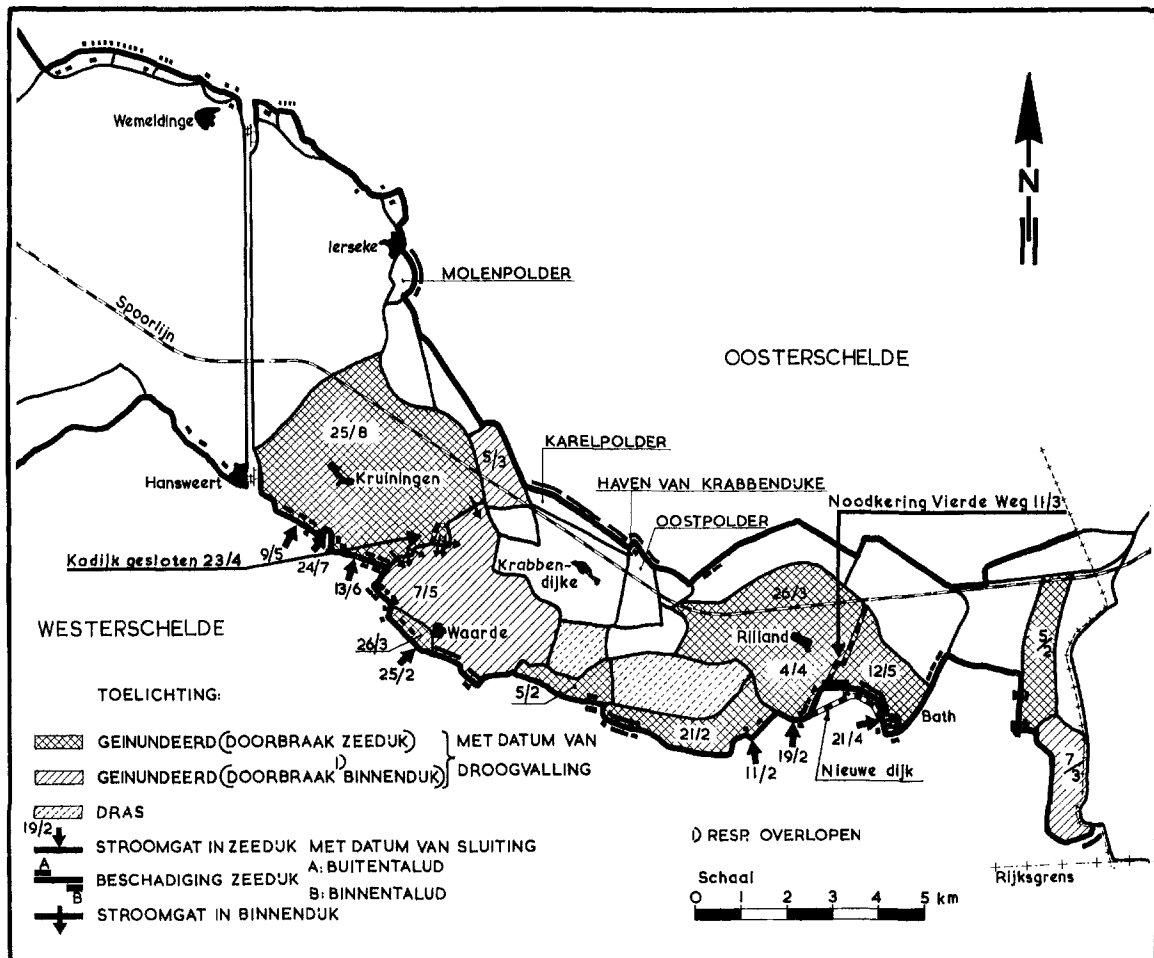 Wemeldinge
Ierseke
MOLENPOLDER
Spoorlijn
OOSTERSCHELDE
N
25/8
5/3
KARELPOLDER
Hansweert
Kruiningen
HAVEN VAN KRABBENDIJKE
Noodkering Vierde Weg 11/3
OOSTPOLDER
9/5
24/7
Kadijk gesloten 23/4
13/6
7/5
Krabben-
dijke
26/3
WESTERSCHELDE
Waarde
Rilland
5/2
26/3
25/2
4/4
12/5
TOELICHTING:
5/2
Bath
21/2
11/2
19/2
21/4
Nieuwe dijk
7/3
GEINUNDEERD (DOORBRAAK ZEEDIJK)
GEINUNDEERD (DOORBRAAK 1) BINNENDIJK)
MET DATUM VAN
DROOGVALLING
DRAS
19/2
STROOMGAT IN ZEEDIJK MET DATUM VAN SLUITING
A
B
BESCHADIGING ZEEDIJK
A: BUITENTALUD
B: BINNENTALUD
STROOMGAT IN BINNENDIJK
1) RESP. OVERLOPEN
Rijksgrens
Schaal
0 1 2 3 4 5 km